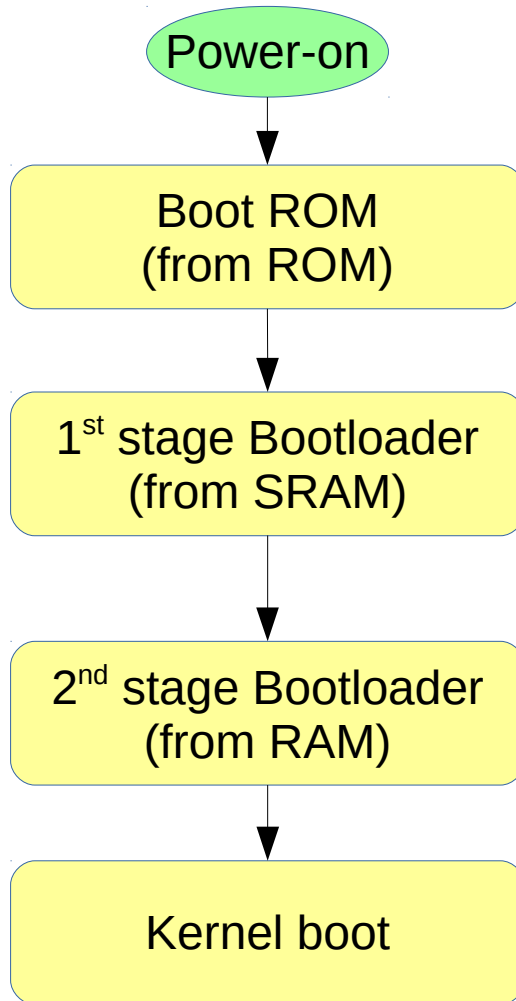 Power-on
Boot ROM
(from ROM)
1st stage Bootloader
(from SRAM)
2nd stage Bootloader
(from RAM)
Kernel boot